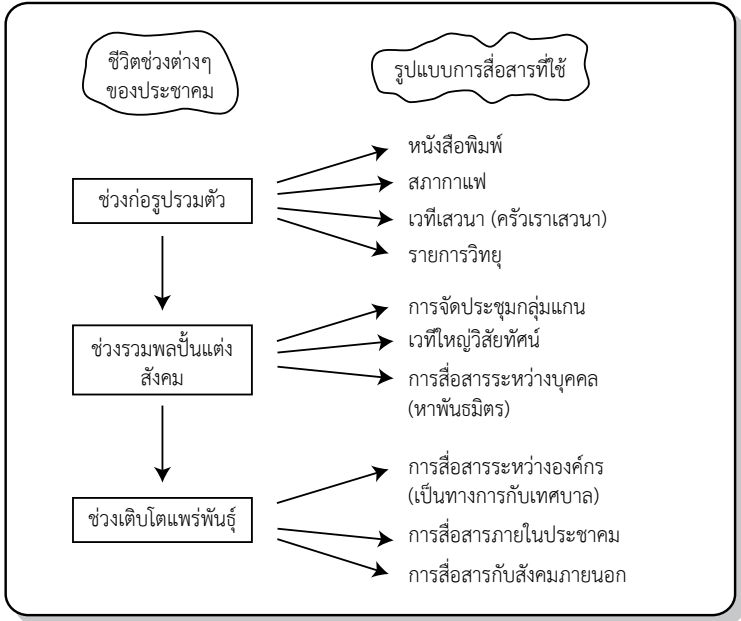 ชีวิตช่วงต่างๆ
ของประชาคม
รูปแบบการสื่อสารที่ใช้
ช่วงก่อรูปรวมตัว
หนังสือพิมพ์
สภากาแฟ
เวทีเสวนา (ครัวเราเสวนา)
รายการวิทยุ
ช่วงรวมพลปั้นแต่ง
สังคม
การจัดประชุมกลุ่มแกน
เวทีใหญ่วิสัยทัศน์
การสื่อสารระหว่างบุคคล
(หาพันธมิตร)
ช่วงเติบโตแพร่พันธุ์
การสื่อสารระหว่างองค์กร
(เป็นทางการกับเทศบาล)
การสื่อสารภายในประชาคม
การสื่อสารกับสังคมภายนอก